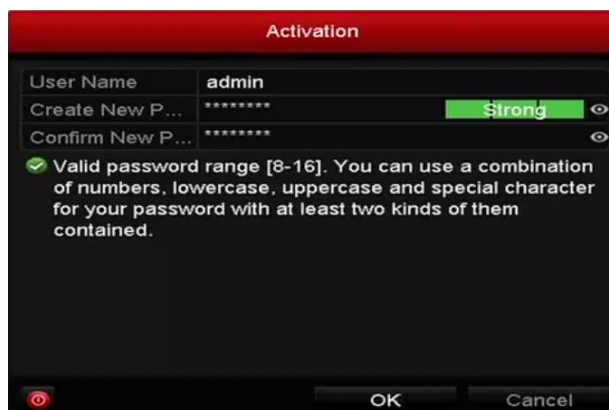 Activation
User Name admin
Create New P... ******** Strong
Confirm New P... ********
Valid password range [8-16]. You can use a combination
of numbers, lowercase, uppercase and special character
for your password with at least two kinds of them
contained.
OK Cancel